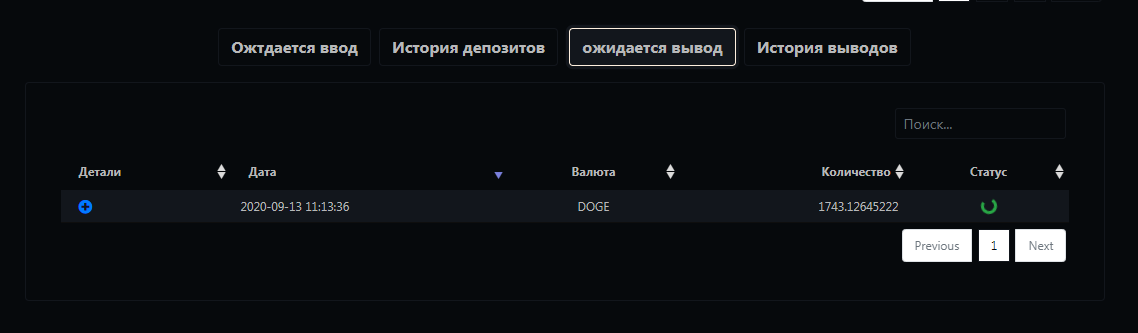 Ожтдается ввод История депозитов ожидается вывод История выводов
Поиск...
Детали Дата Валюта Количество Статус
2020-09-13 11:13:36 DOGE 1743.12645222
Previous 1 Next